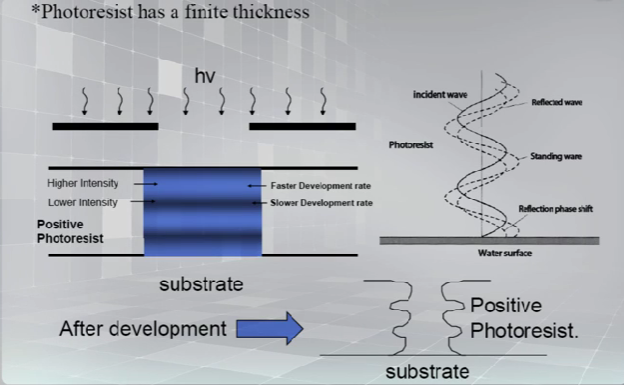 *Photoresist has a finite thickness
hv
Higher Intensity
Faster Development rate
Lower Intensity
Slower Development rate
Positive
Photoresist
substrate
incident wave
Reflected wave
Photoresist
Standing ware
Reflection phase shift
Water surface
After development
Positive
Photoresist.
substrate